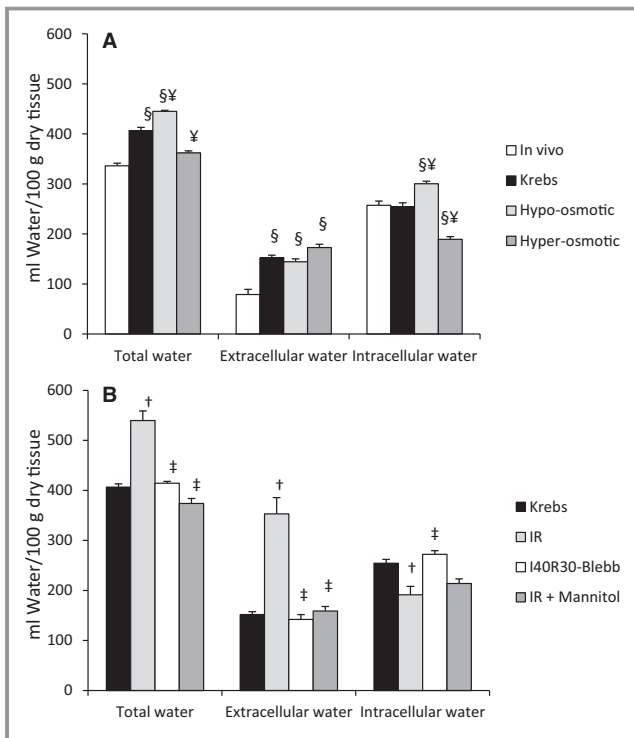 A
ml Water/100 g dry tissue
600
500
400
300
200
100
0
§
§¥
¥
§
§
§
§¥
§¥
Total water
Extracellular water
Intracellular water
In vivo
Krebs
Hypo-osmotic
Hyper-osmotic
B
ml Water/100 g dry tissue
600
500
400
300
200
100
0
†
‡
‡
†
‡
‡
†
‡
Total water
Extracellular water
Intracellular water
Krebs
IR
I40R30-Blebb
IR + Mannitol